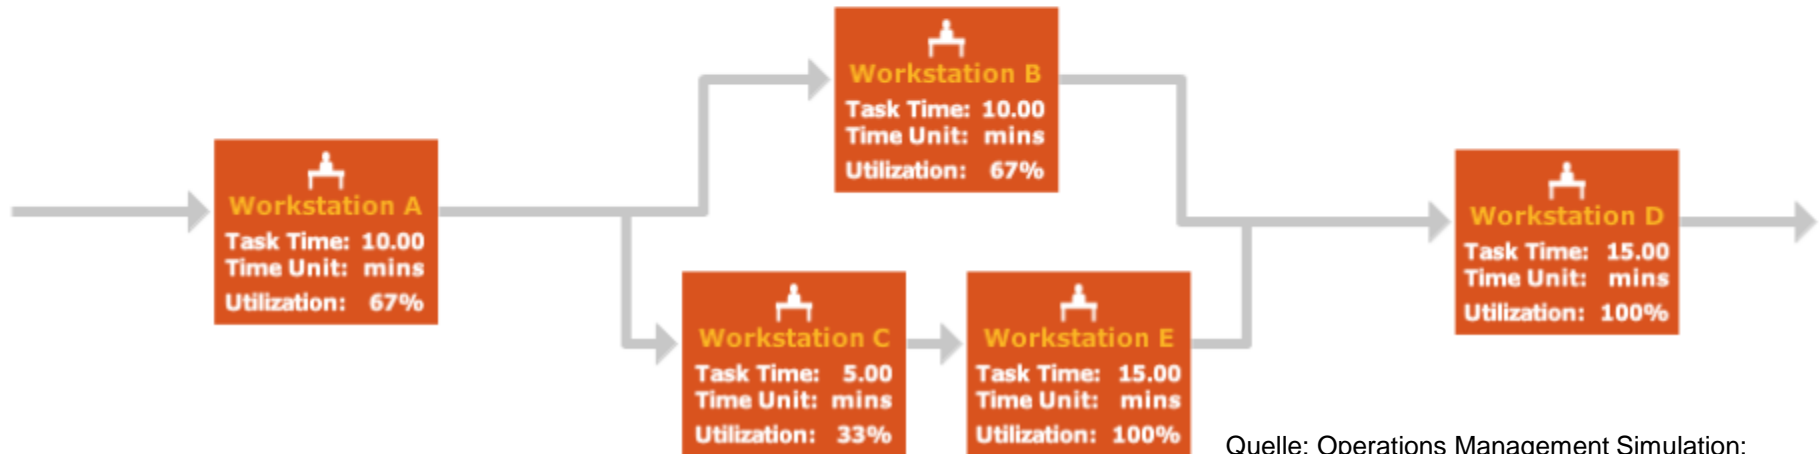 Workstation A
Task Time: 10.00
Time Unit: mins
Utilization: 67%
Workstation B
Task Time: 10.00
Time Unit: mins
Utilization: 67%
Workstation C
Task Time: 5.00
Time Unit: mins
Utilization: 33%
Workstation E
Task Time: 15.00
Time Unit: mins
Utilization: 100%
Workstation D
Task Time: 15.00
Time Unit: mins
Utilization: 100%
Quelle: Operations Management Simulation: